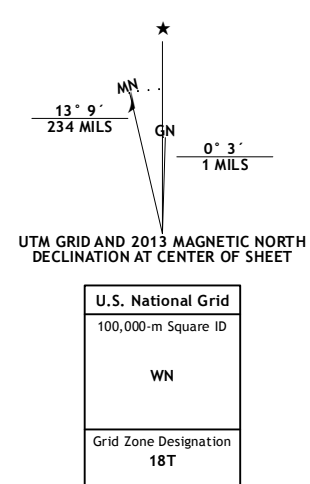 ★
MN
13° 9´
234 MILS
GN
0° 3´
1 MILS
UTM GRID AND 2013 MAGNETIC NORTH
DECLINATION AT CENTER OF SHEET
U.S. National Grid
100,000-m Square ID
WN
Grid Zone Designation
18T